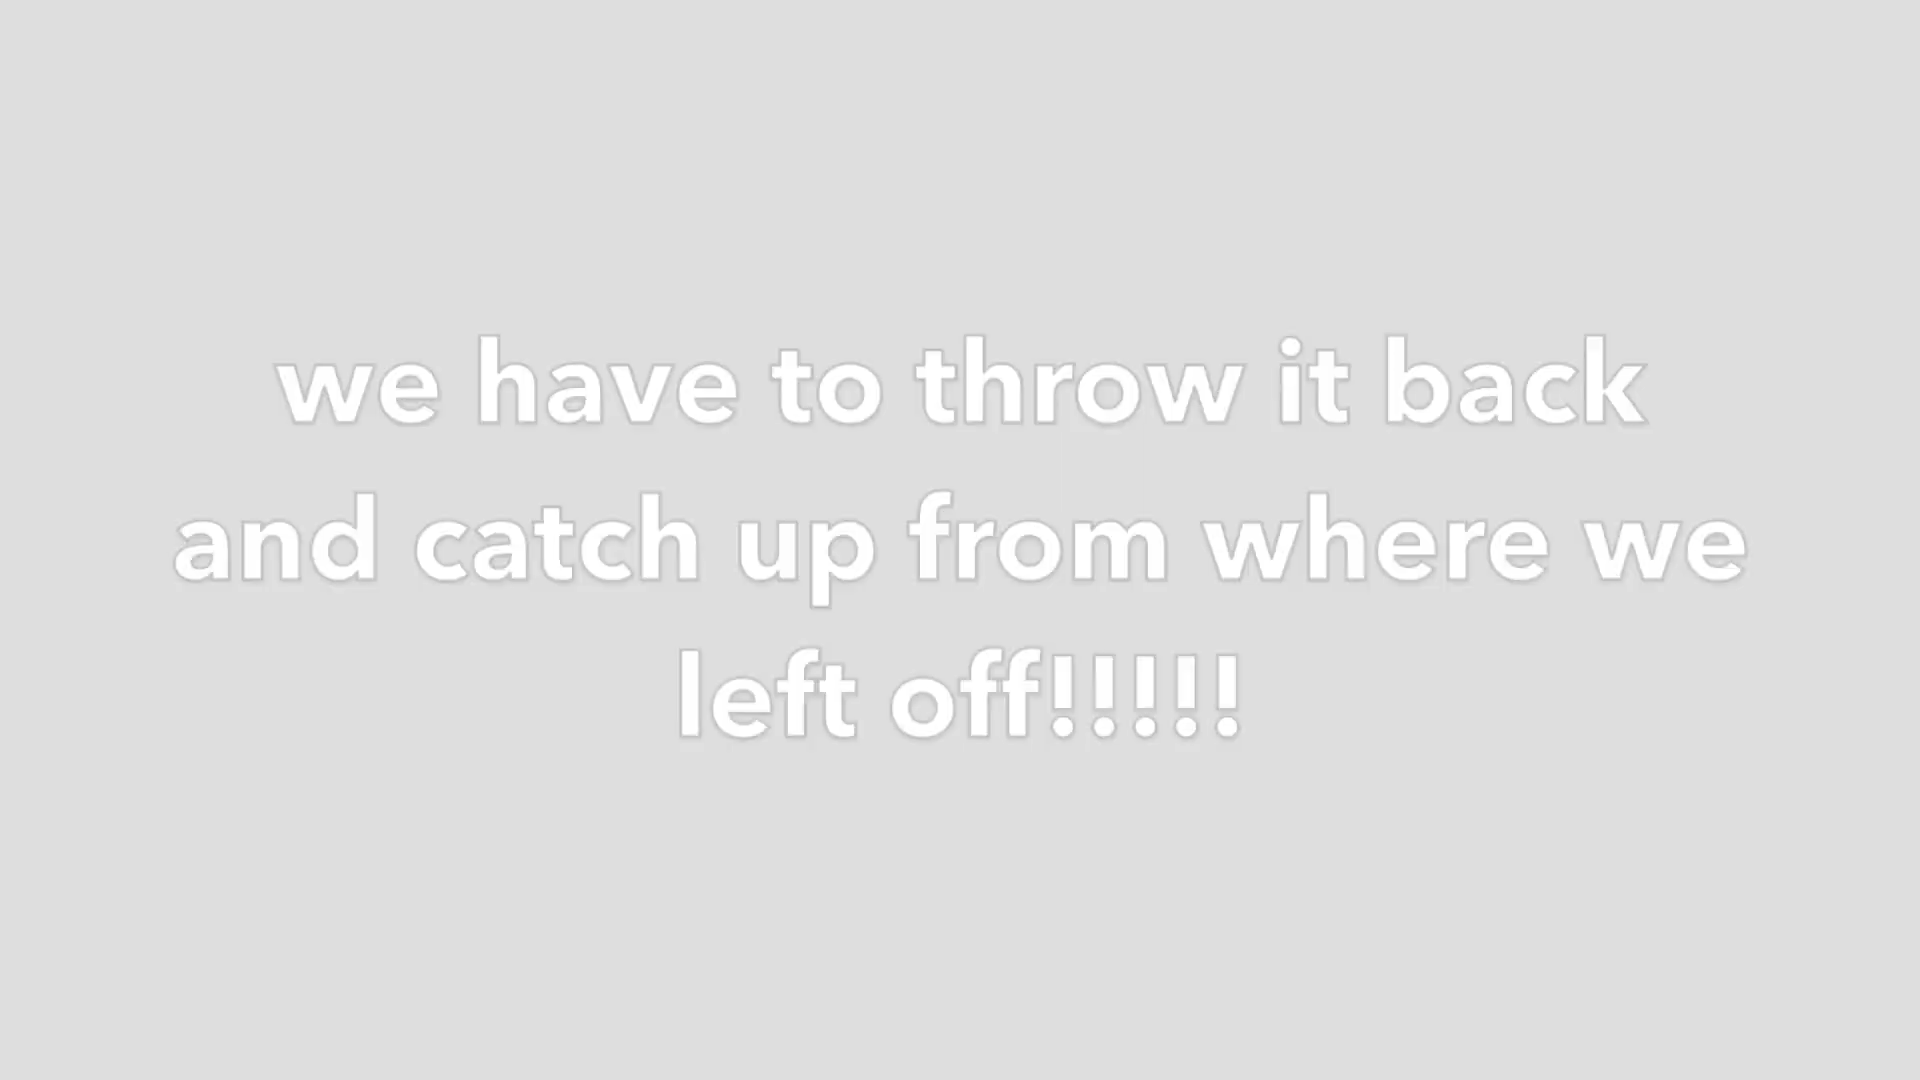 we have to throw it back
and catch up from where we
left off!!!!!